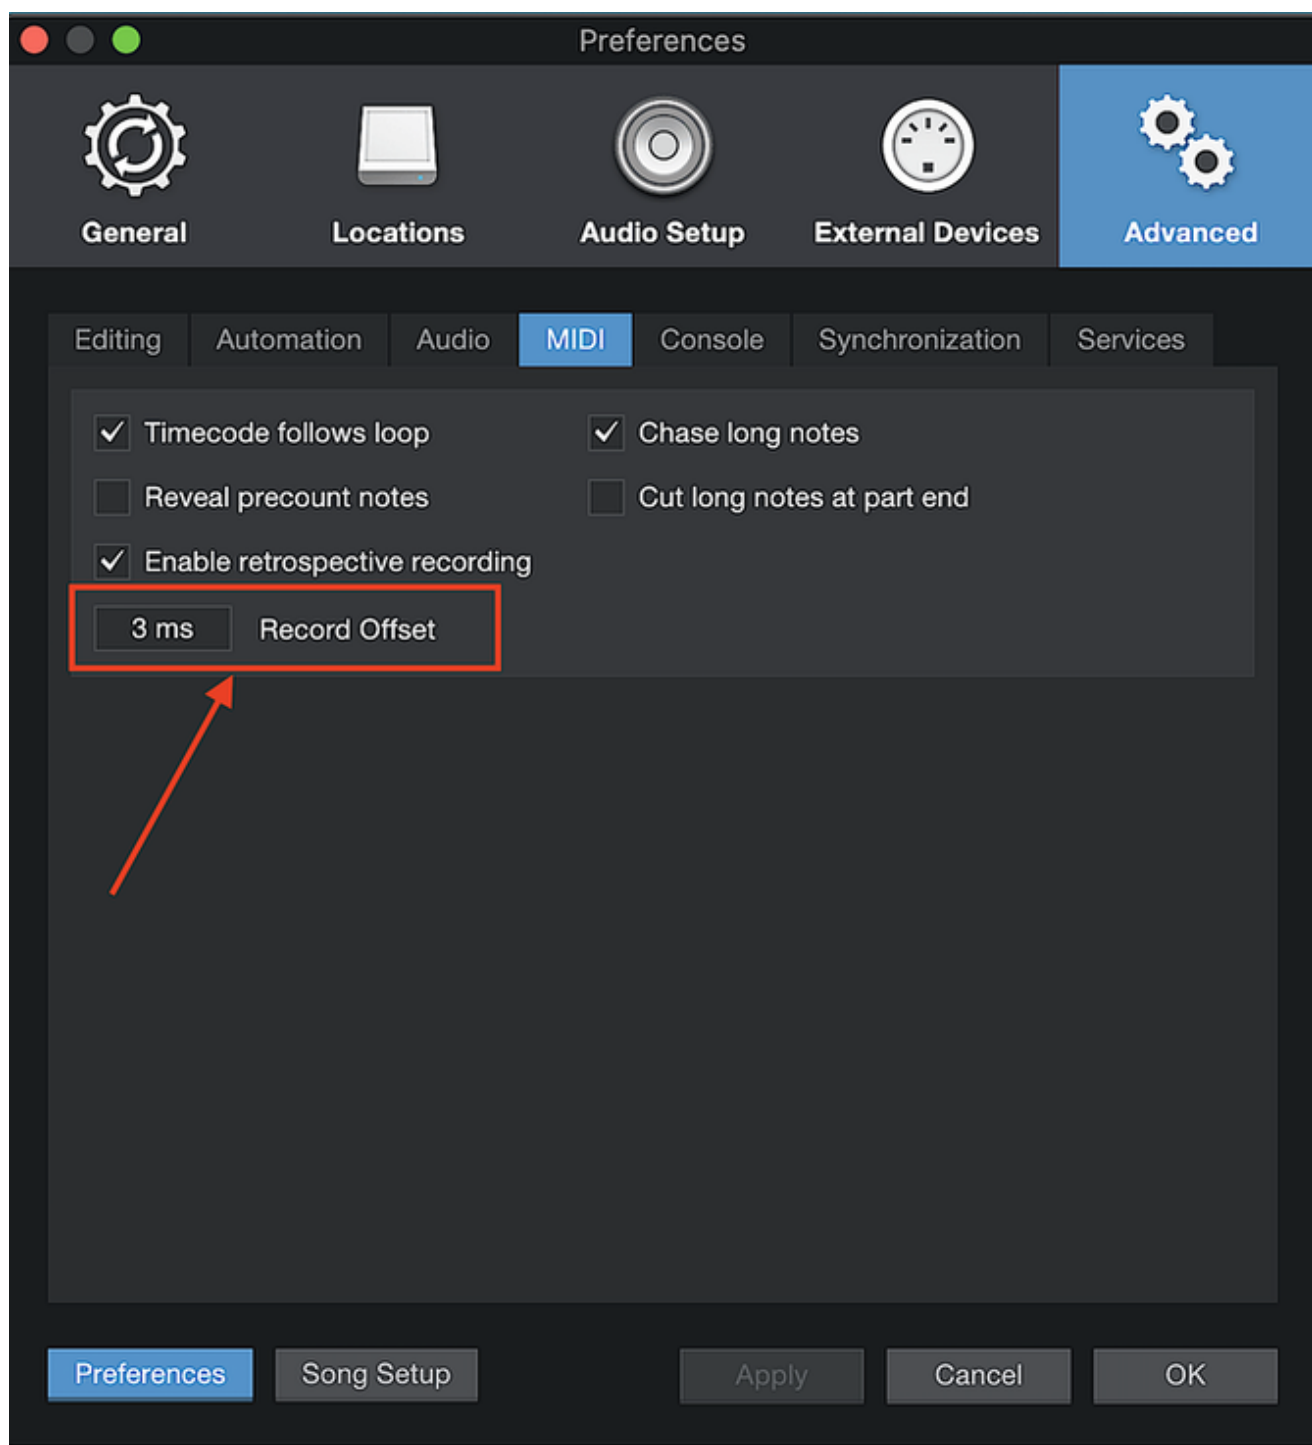 Preferences
General Locations Audio Setup External Devices Advanced
Editing Automation Audio MIDI Console Synchronization Services
Timecode follows loop Chase long notes
Reveal precount notes Cut long notes at part end
Enable retrospective recording
3 ms Record Offset
Preferences Song Setup Apply Cancel OK